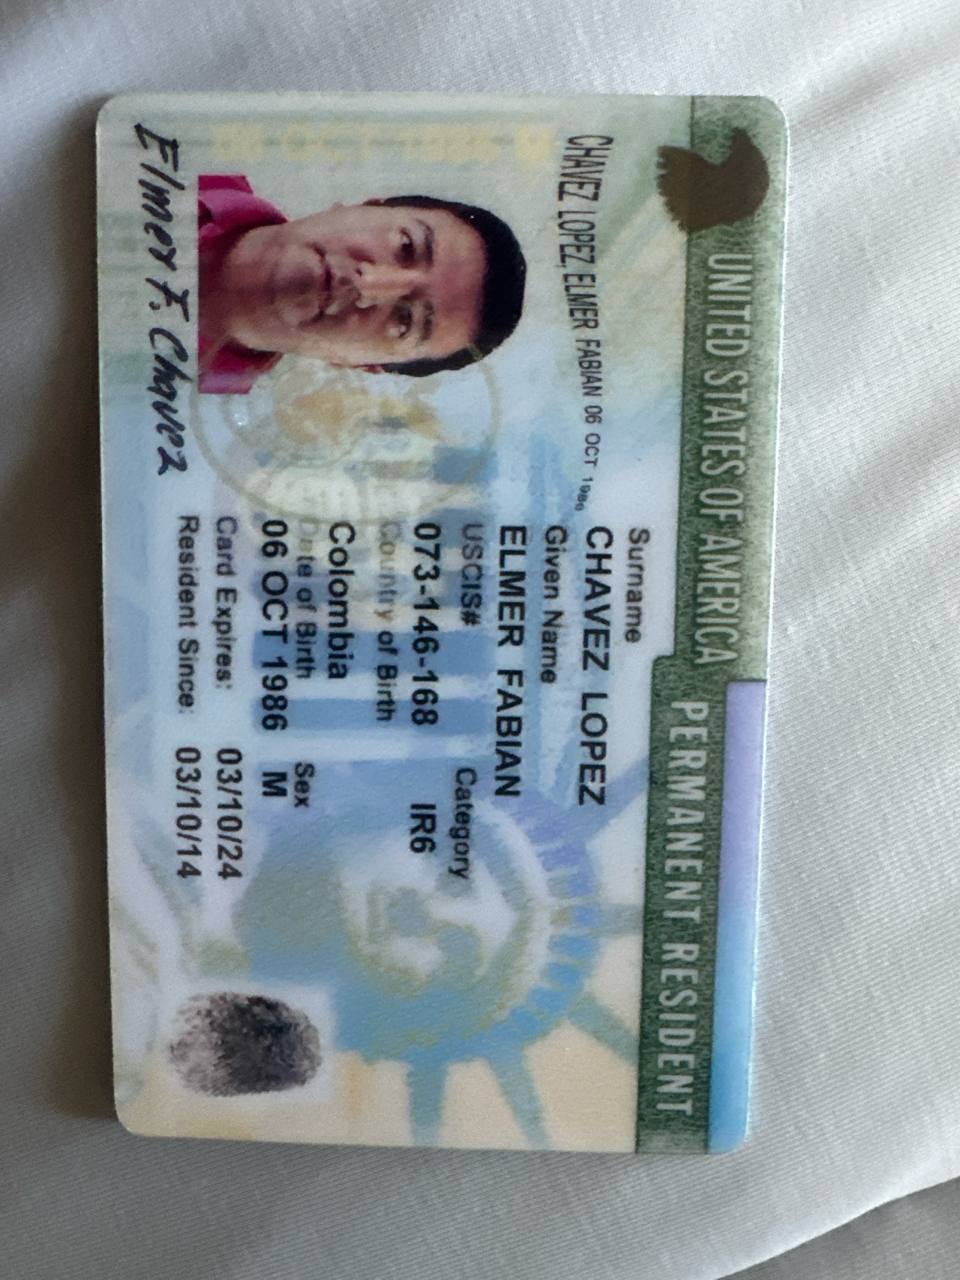 UNITED STATES OF AMERICA
PERMANENT RESIDENT
CHAVEZ LOPEZ, ELMER FABIAN 06 OCT 1986
Surname
CHAVEZ LOPEZ
Given Name
ELMER FABIAN
USCIS# Category
073-146-168 IR6
Country of Birth
Colombia
Date of Birth Sex
06 OCT 1986 M
Card Expires: 03/10/24
Resident Since: 03/10/14
Elmer F. Chavez